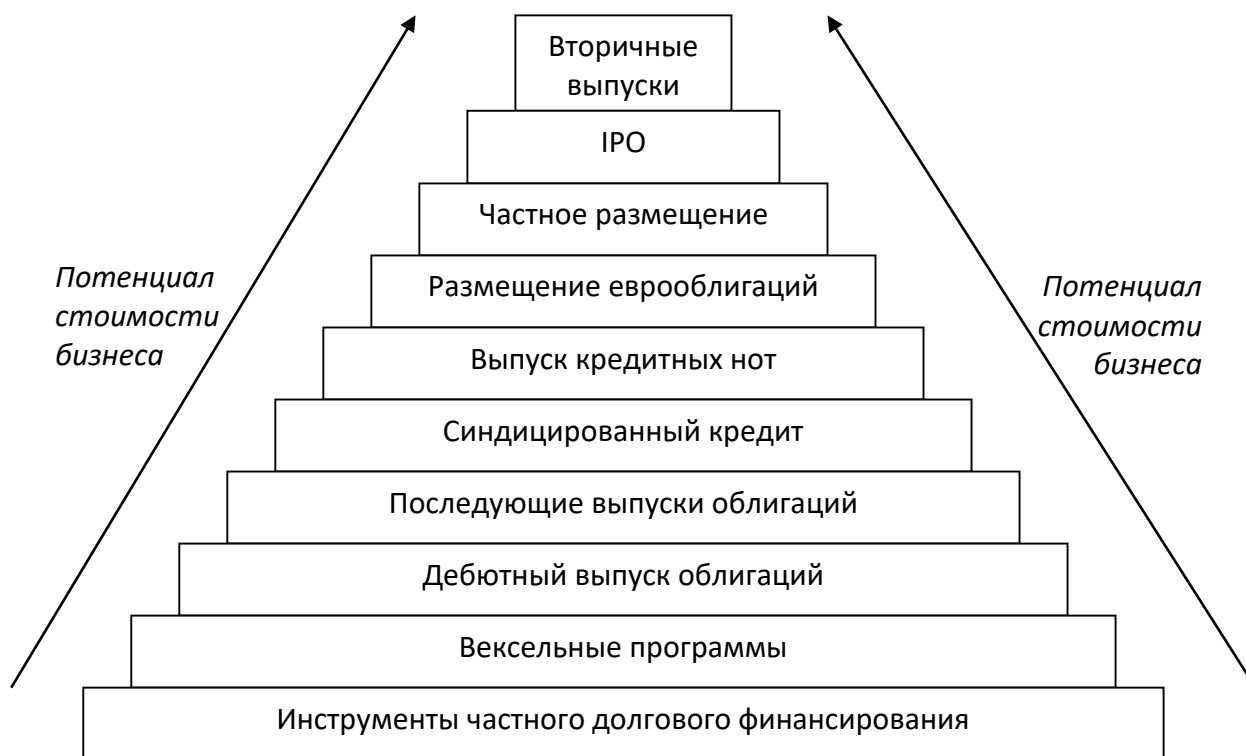 Вторичные
выпуски
IPO
Частное размещение
Размещение еврооблигаций
Потенциал
стоимости
бизнеса
Потенциал
стоимости
бизнеса
Выпуск кредитных нот
Синдицированный кредит
Последующие выпуски облигаций
Дебютный выпуск облигаций
Вексельные программы
Инструменты частного долгового финансирования